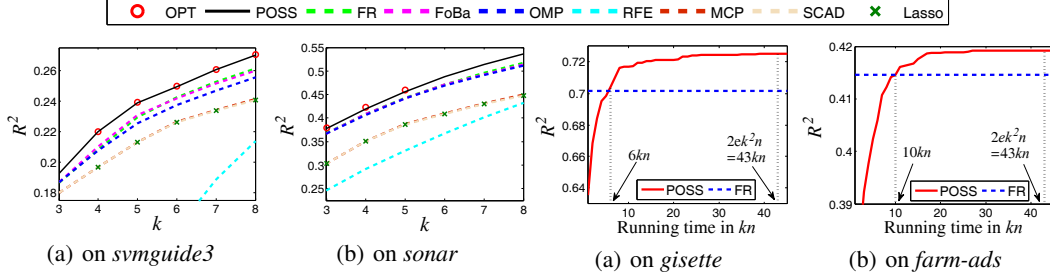 OPT POSS FR FoBa OMP RFE MCP SCAD Lasso
R²
0.26
0.24
0.22
0.2
0.18
3 4 5 6 7 8
k
(a) on svmguide3
R²
0.55
0.5
0.45
0.4
0.35
0.3
0.25
3 4 5 6 7 8
k
(b) on sonar
R²
0.72
0.7
0.68
0.66
0.64
6kn
2ek²n
=43kn
POSS FR
10 20 30 40
Running time in kn
(a) on gisette
R²
0.42
0.41
0.4
0.39
10kn
2ek²n
=43kn
POSS FR
10 20 30 40
Running time in kn
(b) on farm-ads